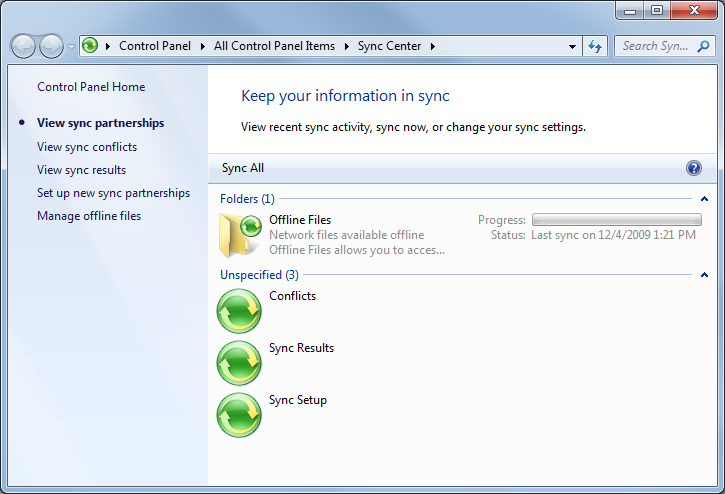 Control Panel ▸ All Control Panel Items ▸ Sync Center ▸
Search Syn...
Control Panel Home
View sync partnerships
View sync conflicts
View sync results
Set up new sync partnerships
Manage offline files
Keep your information in sync
View recent sync activity, sync now, or change your sync settings.
Sync All
Folders (1)
Offline Files
Network files available offline
Offline Files allows you to acces...
Progress:
Status: Last sync on 12/4/2009 1:21 PM
Unspecified (3)
Conflicts
Sync Results
Sync Setup